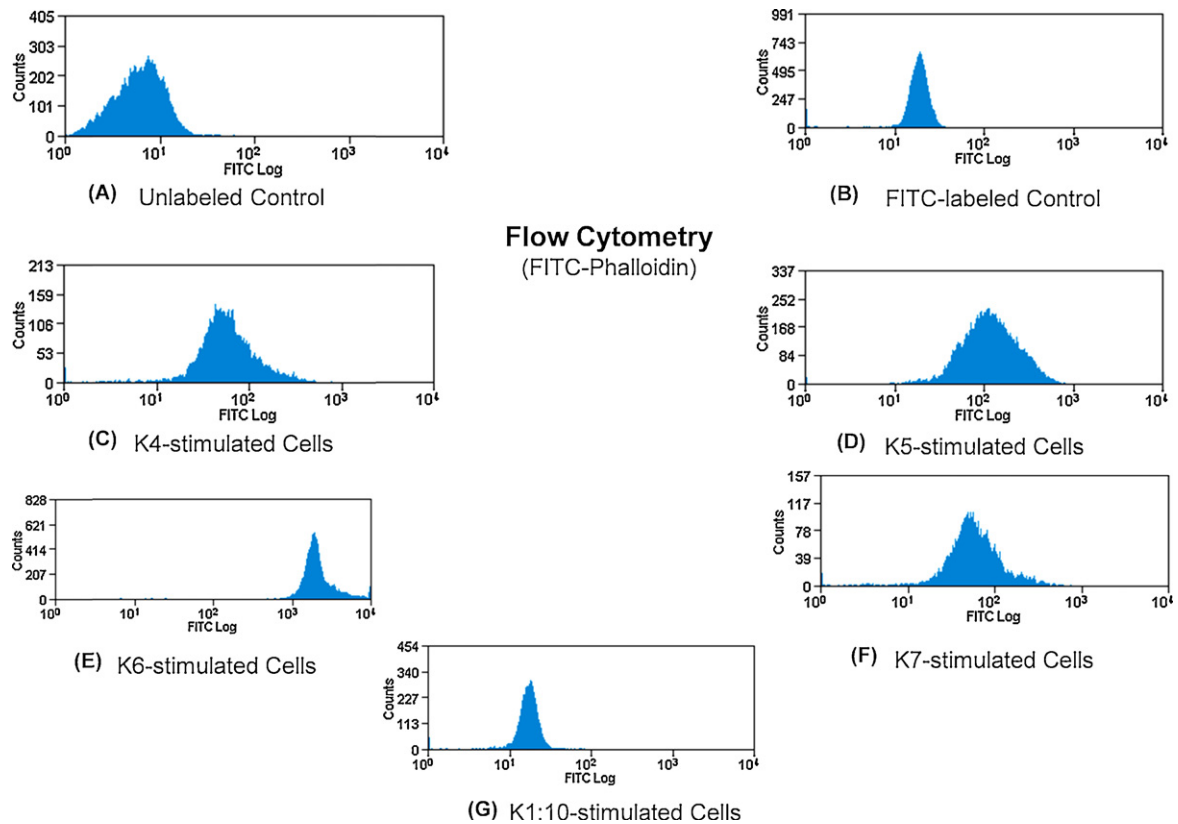 405
303
202
101
0
Counts
10⁰ 10¹ 10² 10³ 10⁴
FITC Log
(A) Unlabeled Control
991
743
495
247
0
Counts
10⁰ 10¹ 10² 10³ 10⁴
FITC Log
(B) FITC-labeled Control
Flow Cytometry
(FITC-Phalloidin)
213
159
106
53
0
Counts
10⁰ 10¹ 10² 10³ 10⁴
FITC Log
(C) K4-stimulated Cells
337
252
168
84
0
Counts
10⁰ 10¹ 10² 10³ 10⁴
FITC Log
(D) K5-stimulated Cells
828
621
414
207
0
Counts
10⁰ 10¹ 10² 10³ 10⁴
FITC Log
(E) K6-stimulated Cells
157
117
78
39
0
Counts
10⁰ 10¹ 10² 10³ 10⁴
FITC Log
(F) K7-stimulated Cells
454
340
227
113
0
Counts
10⁰ 10¹ 10² 10³ 10⁴
FITC Log
(G) K1:10-stimulated Cells